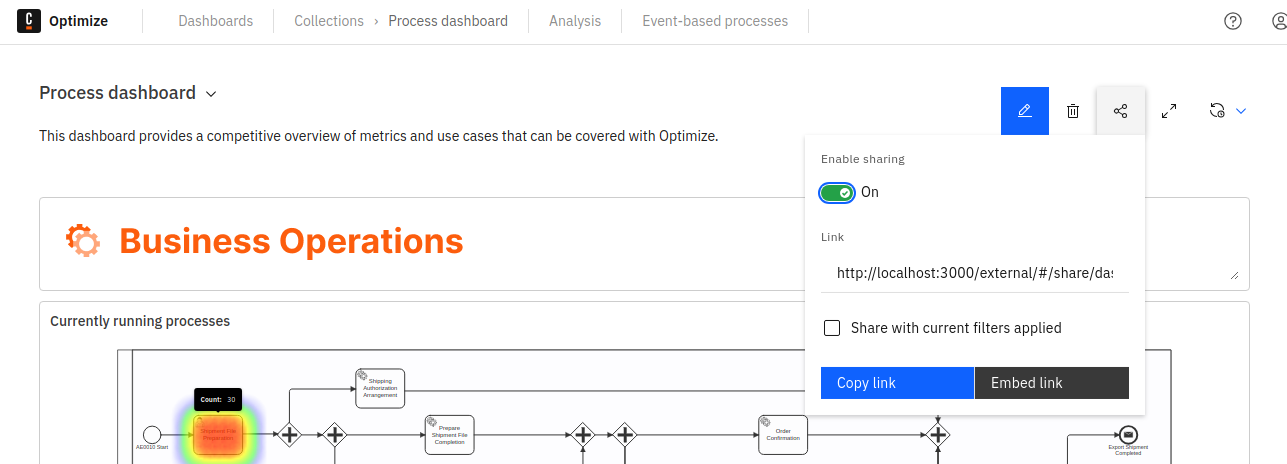 C Optimize
Dashboards
Collections › Process dashboard
Analysis
Event-based processes
Process dashboard
This dashboard provides a competitive overview of metrics and use cases that can be covered with Optimize.
Enable sharing
On
Link
http://localhost:3000/external/#/share/das
Share with current filters applied
Copy link
Embed link
Business Operations
Currently running processes
Count: 30
Shipping
Authorization
Arrangement
AE0010 Start
Shipment File
Preparation
Prepare
Shipment File
Completion
Order
Confirmation
Export Shipment
Completed